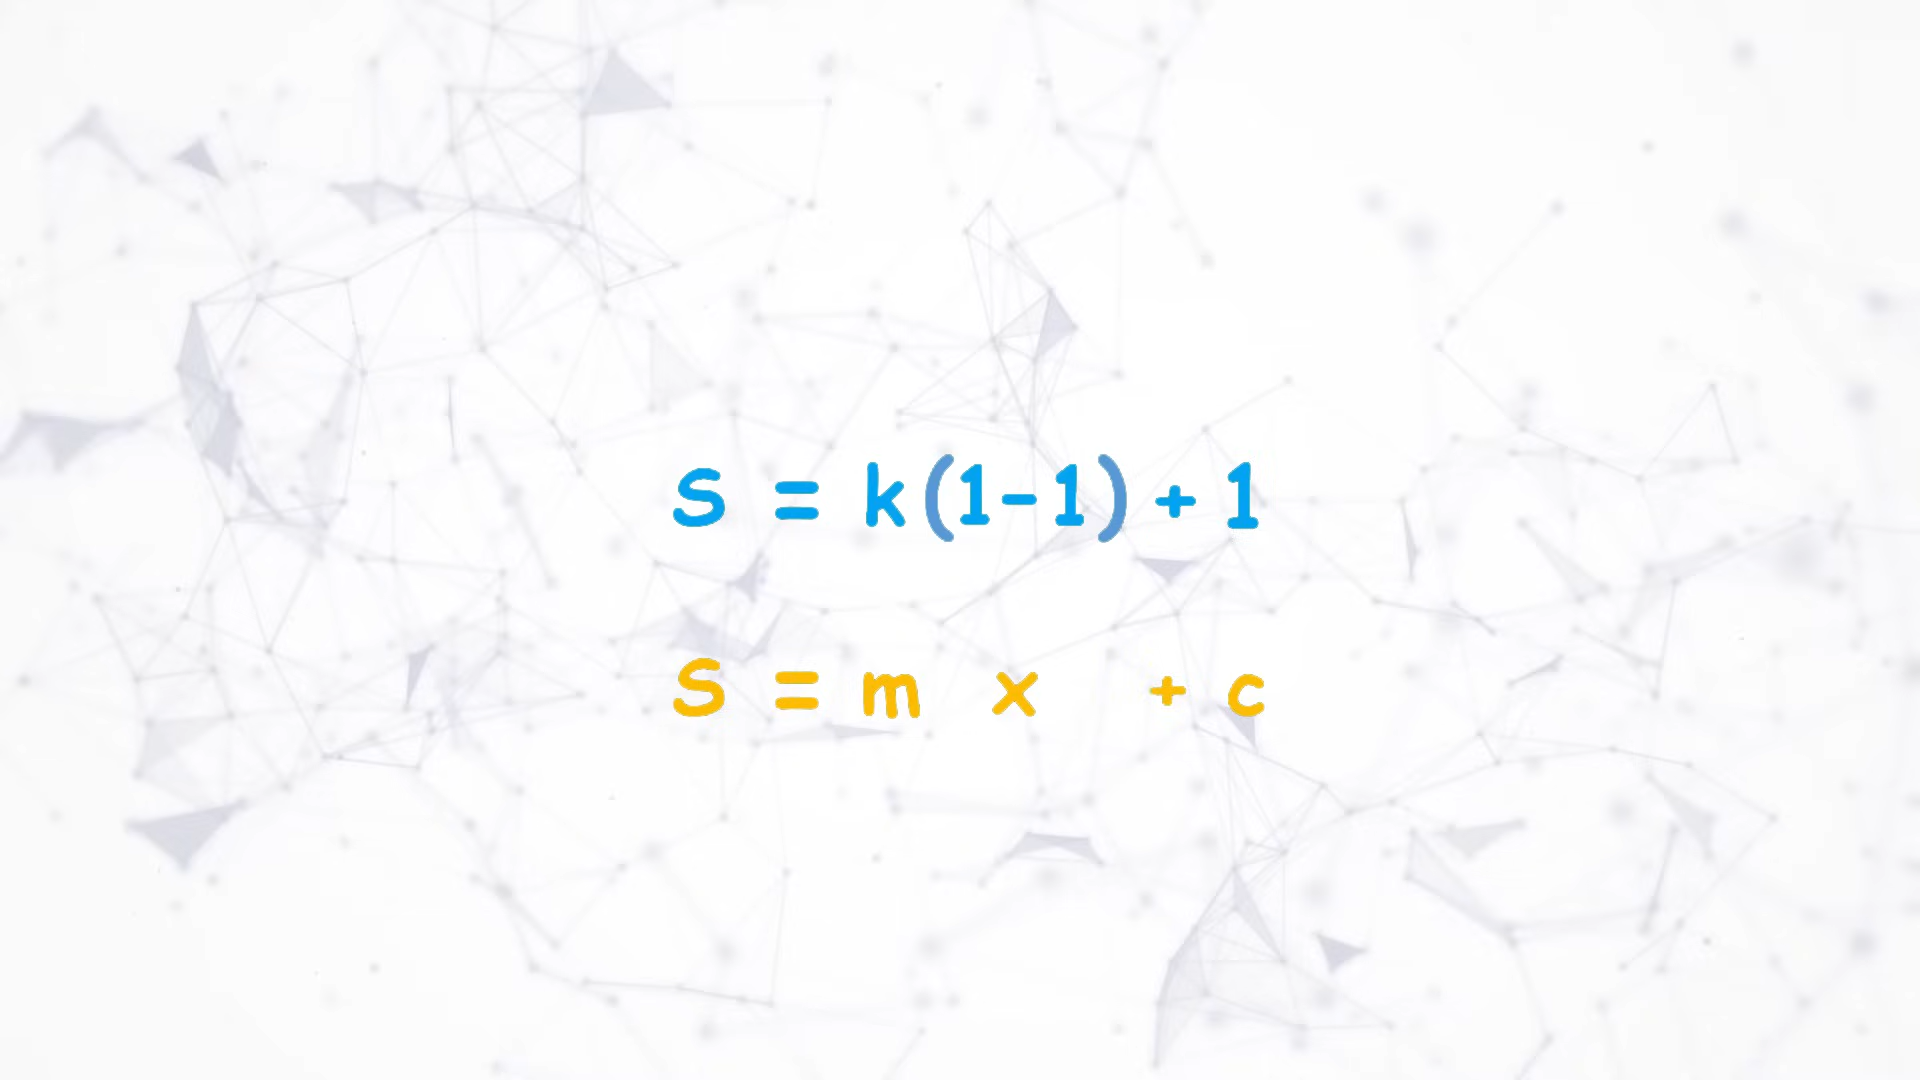 S = k(1-1) + 1
S = m x + c